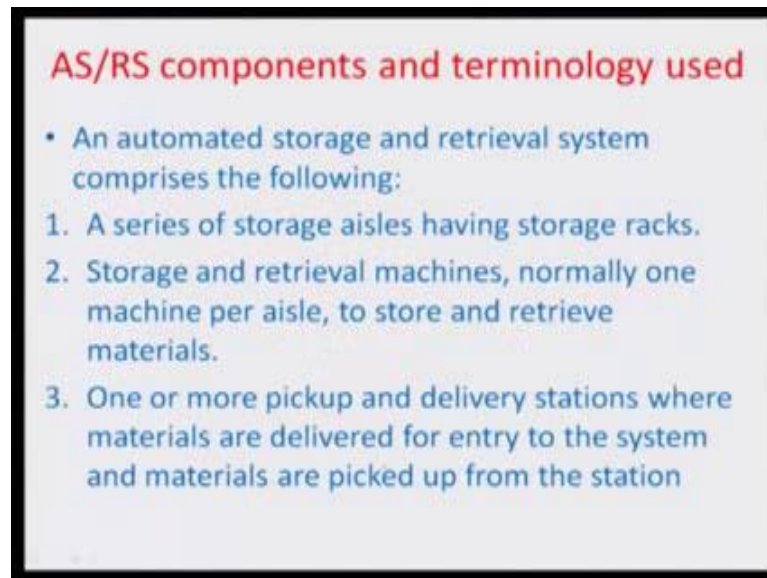 AS/RS components and terminology used
• An automated storage and retrieval system
comprises the following:
1. A series of storage aisles having storage racks.
2. Storage and retrieval machines, normally one
machine per aisle, to store and retrieve
materials.
3. One or more pickup and delivery stations where
materials are delivered for entry to the system
and materials are picked up from the station